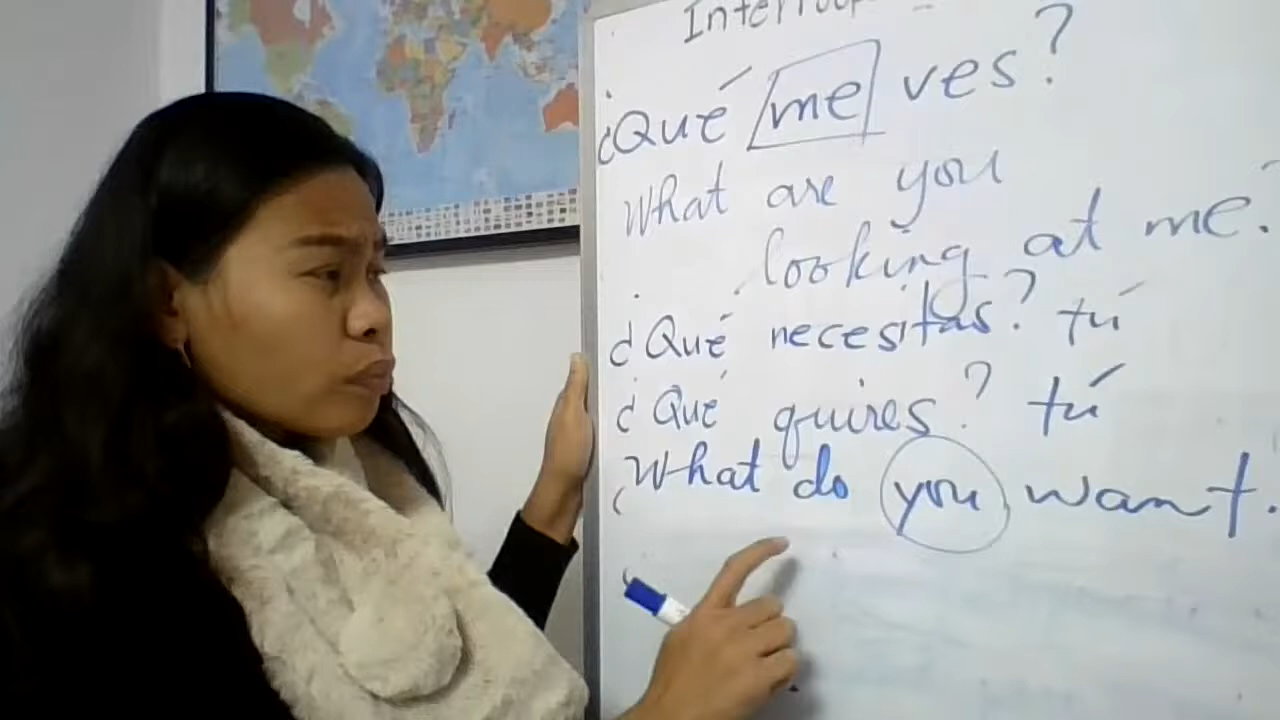 ¿Qué me ves?
What are you
looking at me?
¿Qué necesitas? tú
¿Qué quires? tú
What do you want.